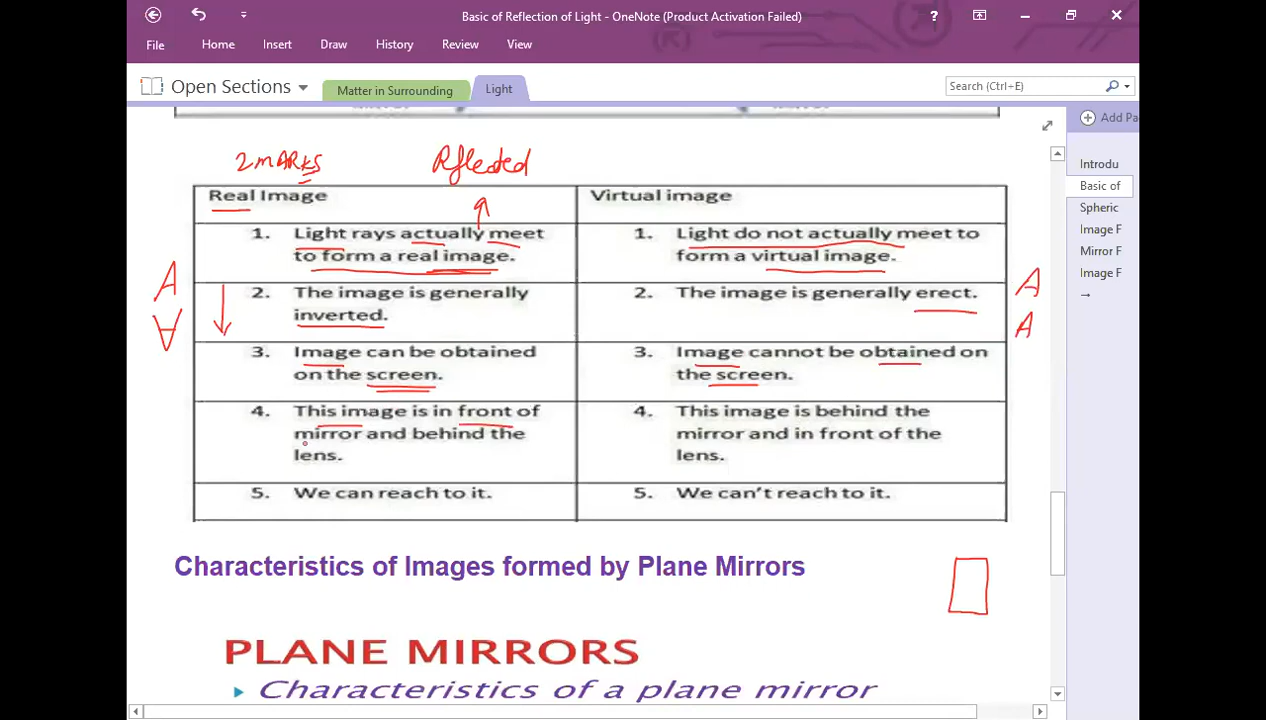 Basic of Reflection of Light - OneNote (Product Activation Failed)
?
File Home Insert Draw History Review View
Open Sections
Matter in Surrounding
Light
Search (Ctrl+E)
Add Pa
Introdu
Basic of
Spheric
Image F
Mirror F
Image F
2 MARKS
Rflected
Real Image
Virtual image
1. Light rays actually meet
to form a real image.
1. Light do not actually meet to
form a virtual image.
A
2. The image is generally
inverted.
2. The image is generally erect.
A
A
3. Image can be obtained
on the screen.
3. Image cannot be obtained on
the screen.
4. This image is in front of
mirror and behind the
lens.
4. This image is behind the
mirror and in front of the
lens.
5. We can reach to it.
5. We can't reach to it.
Characteristics of Images formed by Plane Mirrors
PLANE MIRRORS
Characteristics of a plane mirror